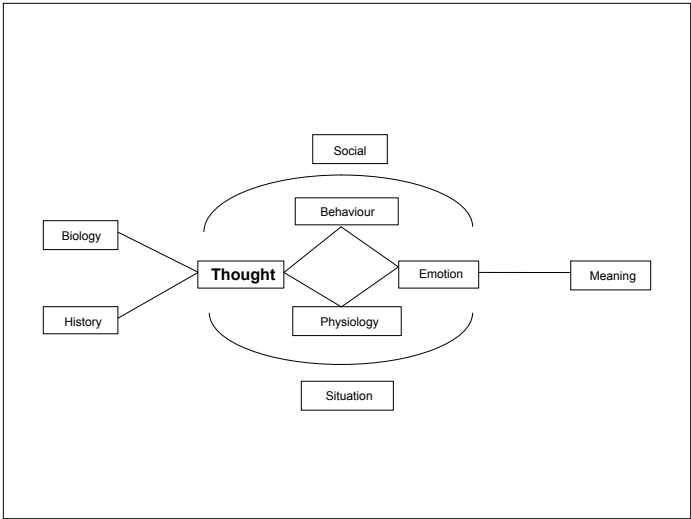 Social
Behaviour
Biology
Thought
Emotion
Meaning
History
Physiology
Situation